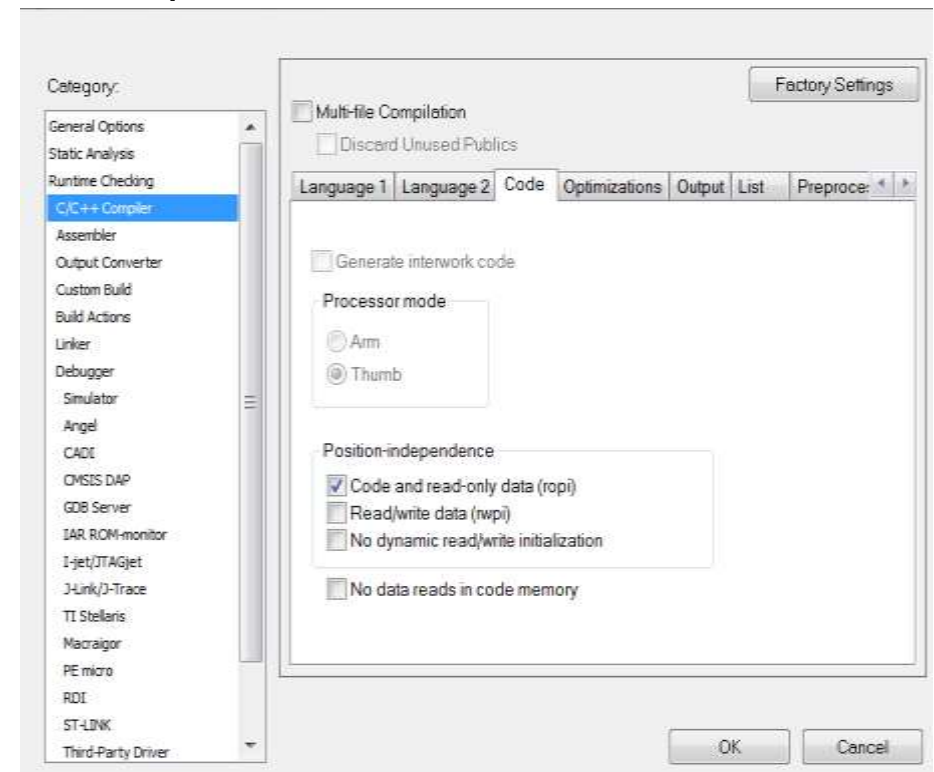 Category:
General Options
Static Analysis
Runtime Checking
C/C++ Compiler
Assembler
Output Converter
Custom Build
Build Actions
Linker
Debugger
Simulator
Angel
CADI
CMSIS DAP
GDB Server
IAR ROM-monitor
I-jet/JTAGjet
J-Link/J-Trace
TI Stellaris
Macraigor
PE micro
RDI
ST-LINK
Third-Party Driver
Factory Settings
Multi-file Compilation
Discard Unused Publics
Language 1 Language 2 Code Optimizations Output List Preproce
Generate interwork code
Processor mode
Arm
Thumb
Position-independence
Code and read-only data (ropi)
Read/write data (rwpi)
No dynamic read/write initialization
No data reads in code memory
OK Cancel